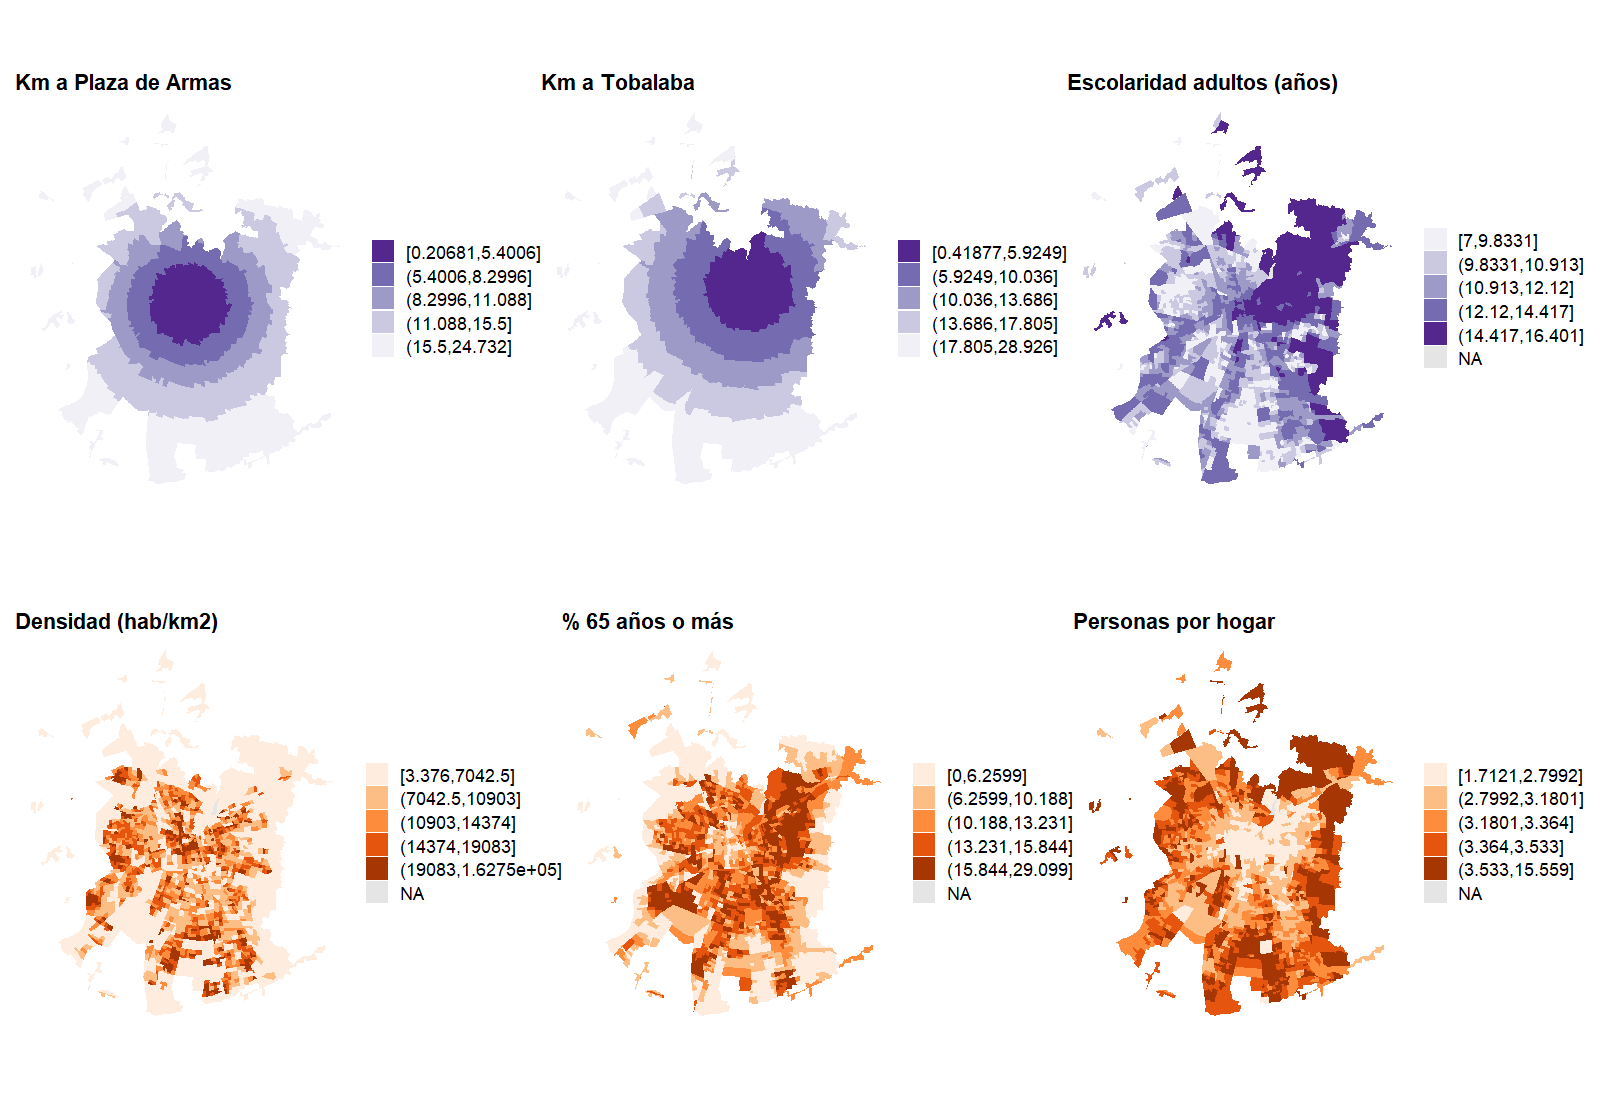 Km a Plaza de Armas
[0.20681,5.4006]
(5.4006,8.2996]
(8.2996,11.088]
(11.088,15.5]
(15.5,24.732]
Km a Tobalaba
[0.41877,5.9249]
(5.9249,10.036]
(10.036,13.686]
(13.686,17.805]
(17.805,28.926]
Escolaridad adultos (años)
[7,9.8331]
(9.8331,10.913]
(10.913,12.12]
(12.12,14.417]
(14.417,16.401]
NA
Densidad (hab/km2)
[3.376,7042.5]
(7042.5,10903]
(10903,14374]
(14374,19083]
(19083,1.6275e+05]
NA
% 65 años o más
[0,6.2599]
(6.2599,10.188]
(10.188,13.231]
(13.231,15.844]
(15.844,29.099]
NA
Personas por hogar
[1.7121,2.7992]
(2.7992,3.1801]
(3.1801,3.364]
(3.364,3.533]
(3.533,15.559]
NA